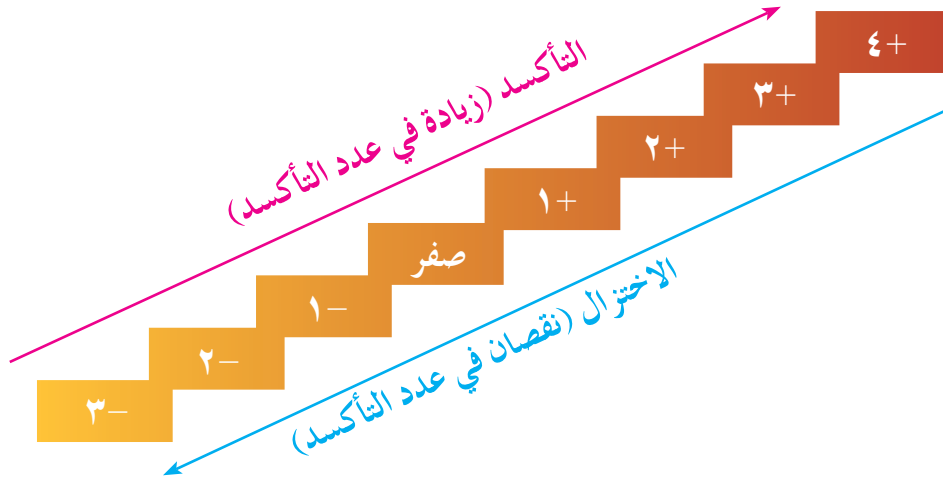 التأكسد (زيادة في عدد التأكسد)
+٤
+٣
+٢
+١
صفر
−١
−٢
−٣
الاختزال (نقصان في عدد التأكسد)